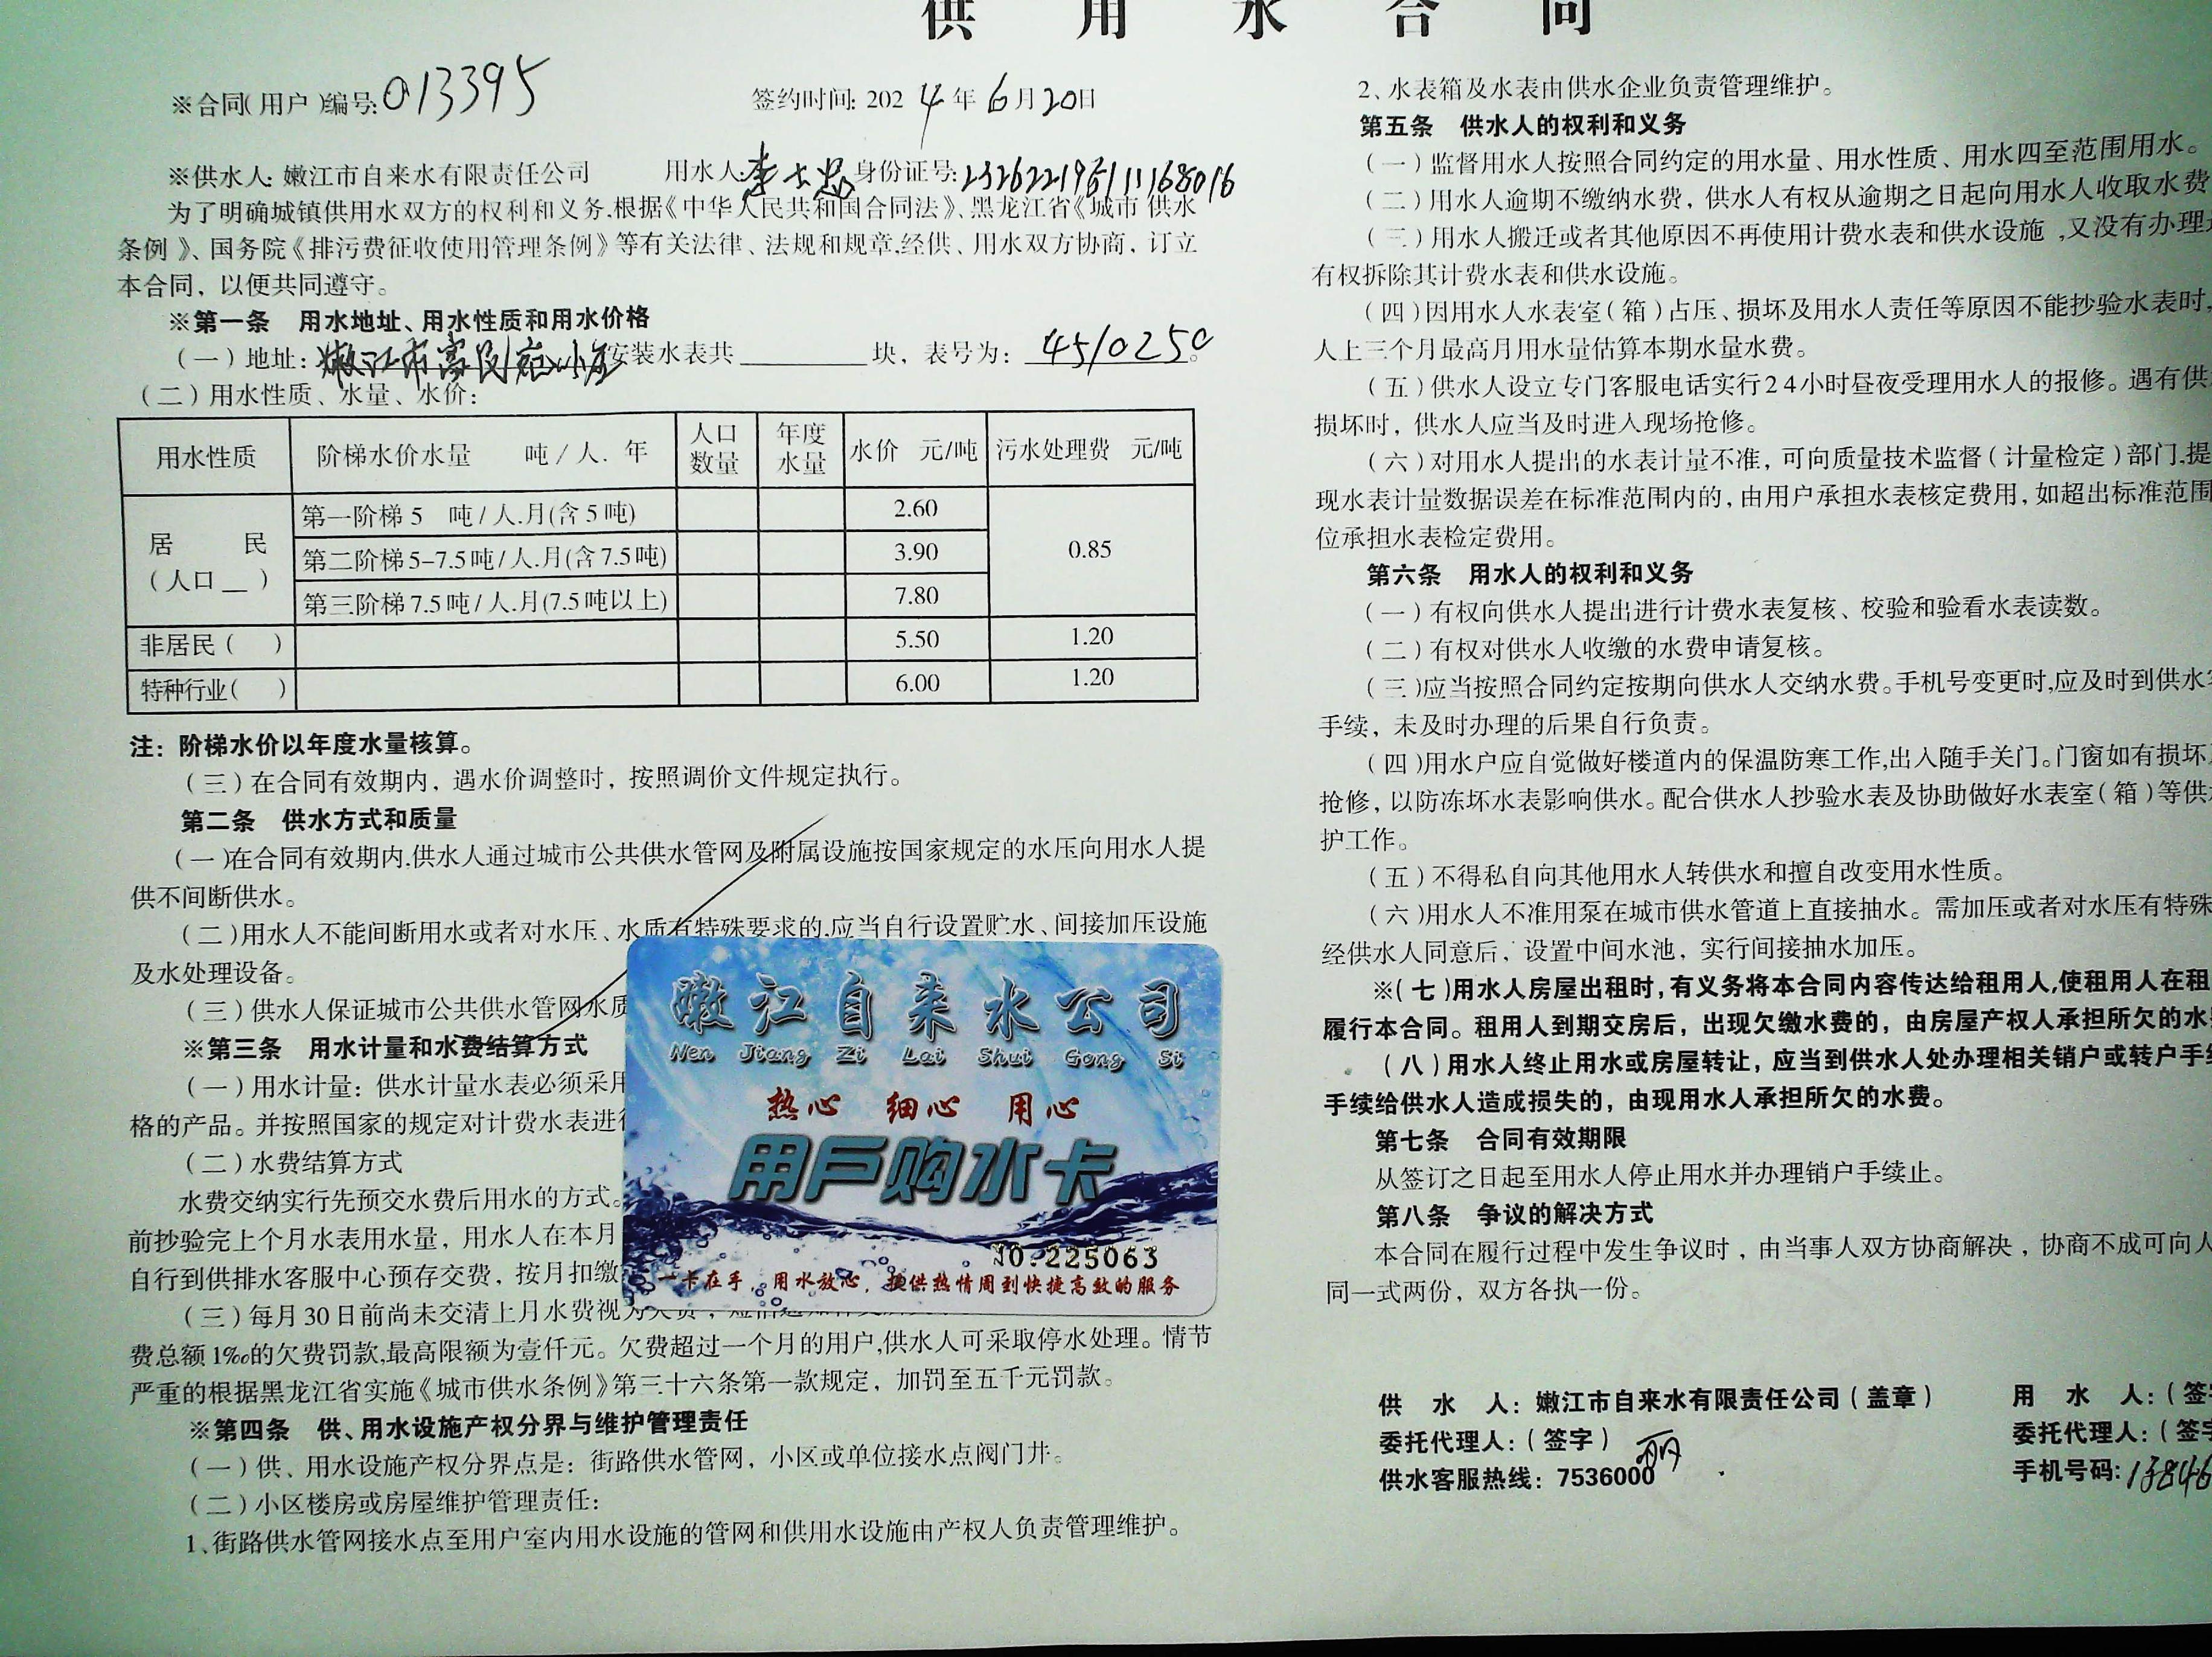 供 用 水 合 同
※合同(用户)编号:013395 签约时间: 2024年6月20日
※供水人: 嫩江市自来水有限责任公司 用水人: 李 身份证号:
为了明确城镇供用水双方的权利和义务,根据《中华人民共和国合同法》、黑龙江省《城市 供水
条例 》、国务院《排污费征收使用管理条例》等有关法律、法规和规章,经供、用水双方协商, 订立
本合同, 以便共同遵守。
※第一条 用水地址、用水性质和用水价格
(一)地址: 嫩江市富民 安装水表共 块, 表号为: 4510250。
(二)用水性质、水量、水价:
用水性质 阶梯水价水量 吨/人. 年 人口数量 年度水量 水价 元/吨 污水处理费 元/吨
居 民 (人口 )
第一阶梯 5 吨/人.月(含 5 吨) 2.60 0.85
第二阶梯 5-7.5 吨/人.月(含 7.5 吨) 3.90
第三阶梯 7.5 吨/人.月(7.5 吨以上) 7.80
非居民( ) 5.50 1.20
特种行业( ) 6.00 1.20
注: 阶梯水价以年度水量核算。
(三)在合同有效期内, 遇水价调整时, 按照调价文件规定执行。
第二条 供水方式和质量
(一)在合同有效期内,供水人通过城市公共供水管网及附属设施按国家规定的水压向用水人提
供不间断供水。
(二)用水人不能间断用水或者对水压、水质有特殊要求的,应当自行设置贮水、间接加压设施
及水处理设备。
(三)供水人保证城市公共供水管网水质
※第三条 用水计量和水费结算方式
(一)用水计量: 供水计量水表必须采用
格的产品。并按照国家的规定对计费水表进行
(二)水费结算方式
水费交纳实行先预交水费后用水的方式。
前抄验完上个月水表用水量, 用水人在本月
自行到供排水客服中心预存交费, 按月扣缴
(三)每月 30 日前尚未交清上月水费视为欠费,
费总额 1‰的欠费罚款,最高限额为壹仟元。欠费超过一个月的用户,供水人可采取停水处理。情节
严重的根据黑龙江省实施《城市供水条例》第三十六条第一款规定, 加罚至五千元罚款。
※第四条 供、用水设施产权分界与维护管理责任
(一)供、用水设施产权分界点是: 街路供水管网, 小区或单位接水点阀门井。
(二)小区楼房或房屋维护管理责任:
1、街路供水管网接水点至用户室内用水设施的管网和供用水设施由产权人负责管理维护。
嫩江自来水公司
Nen Jiang Zi Lai Shui Gong Si
热心 细心 用心
用户购水卡
NO.225063
一卡在手, 用水放心, 提供热情周到快捷高效的服务
2、水表箱及水表由供水企业负责管理维护。
第五条 供水人的权利和义务
(一)监督用水人按照合同约定的用水量、用水性质、用水四至范围用水。
(二)用水人逾期不缴纳水费, 供水人有权从逾期之日起向用水人收取水费
(三)用水人搬迁或者其他原因不再使用计费水表和供水设施 ,又没有办理
有权拆除其计费水表和供水设施。
(四)因用水人水表室(箱)占压、损坏及用水人责任等原因不能抄验水表时,
人上三个月最高月用水量估算本期水量水费。
(五)供水人设立专门客服电话实行24小时昼夜受理用水人的报修。遇有供
损坏时, 供水人应当及时进入现场抢修。
(六)对用水人提出的水表计量不准, 可向质量技术监督(计量检定)部门,提
现水表计量数据误差在标准范围内的, 由用户承担水表核定费用, 如超出标准范围
位承担水表检定费用。
第六条 用水人的权利和义务
(一)有权向供水人提出进行计费水表复核、校验和验看水表读数。
(二)有权对供水人收缴的水费申请复核。
(三)应当按照合同约定按期向供水人交纳水费。手机号变更时,应及时到供水
手续, 未及时办理的后果自行负责。
(四)用水户应自觉做好楼道内的保温防寒工作,出入随手关门。门窗如有损坏
抢修, 以防冻坏水表影响供水。配合供水人抄验水表及协助做好水表室(箱)等供
护工作。
(五)不得私自向其他用水人转供水和擅自改变用水性质。
(六)用水人不准用泵在城市供水管道上直接抽水。需加压或者对水压有特殊
经供水人同意后, 设置中间水池, 实行间接抽水加压。
※(七)用水人房屋出租时,有义务将本合同内容传达给租用人,使租用人在租
履行本合同。租用人到期交房后, 出现欠缴水费的, 由房屋产权人承担所欠的水
(八)用水人终止用水或房屋转让, 应当到供水人处办理相关销户或转户手续
手续给供水人造成损失的, 由现用水人承担所欠的水费。
第七条 合同有效期限
从签订之日起至用水人停止用水并办理销户手续止。
第八条 争议的解决方式
本合同在履行过程中发生争议时 , 由当事人双方协商解决 , 协商不成可向人
同一式两份, 双方各执一份。
供 水 人: 嫩江市自来水有限责任公司(盖章) 用 水 人:(签
委托代理人:(签字) 丽 委托代理人:(签字
供水客服热线: 7536000 手机号码: 13846